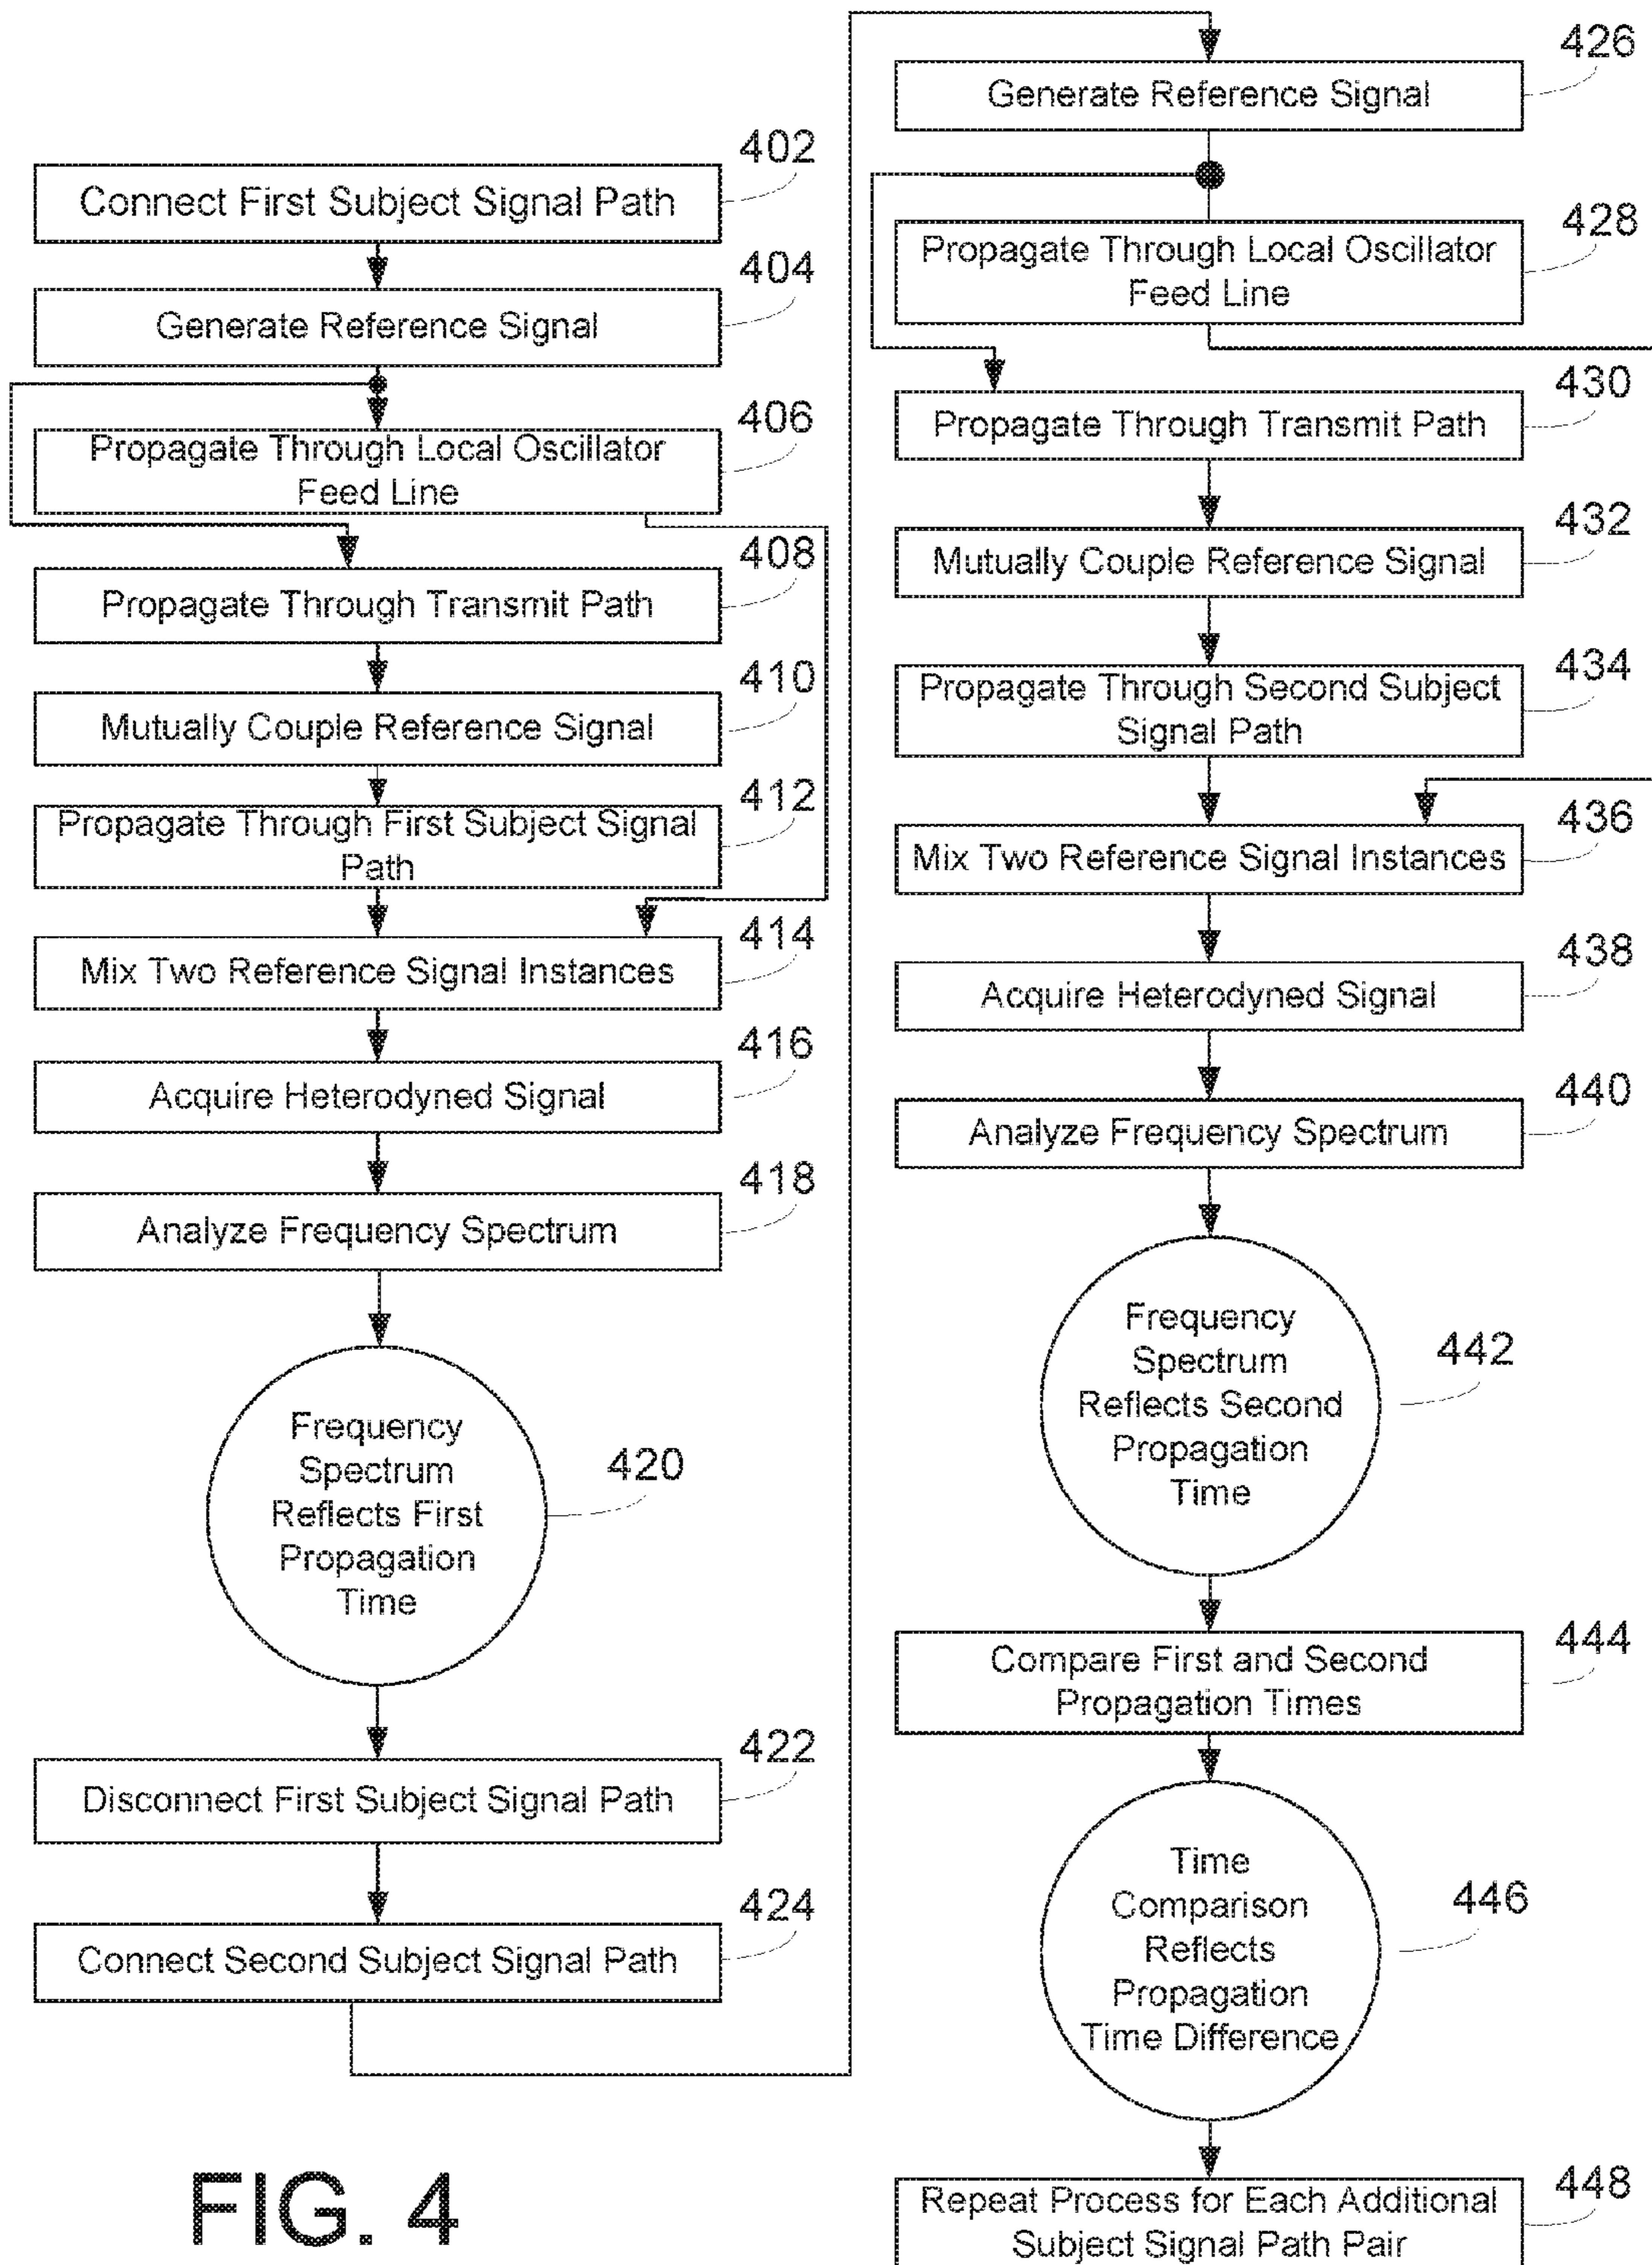 402
Connect First Subject Signal Path
404
Generate Reference Signal
406
Propagate Through Local Oscillator
Feed Line
408
Propagate Through Transmit Path
410
Mutually Couple Reference Signal
412
Propagate Through First Subject Signal
Path
414
Mix Two Reference Signal Instances
416
Acquire Heterodyned Signal
418
Analyze Frequency Spectrum
Frequency
Spectrum
Reflects First
Propagation
Time
420
422
Disconnect First Subject Signal Path
424
Connect Second Subject Signal Path
426
Generate Reference Signal
428
Propagate Through Local Oscillator
Feed Line
430
Propagate Through Transmit Path
432
Mutually Couple Reference Signal
434
Propagate Through Second Subject
Signal Path
436
Mix Two Reference Signal Instances
438
Acquire Heterodyned Signal
440
Analyze Frequency Spectrum
Frequency
Spectrum
Reflects Second
Propagation
Time
442
444
Compare First and Second
Propagation Times
Time
Comparison
Reflects
Propagation
Time Difference
446
448
Repeat Process for Each Additional
Subject Signal Path Pair
FIG. 4